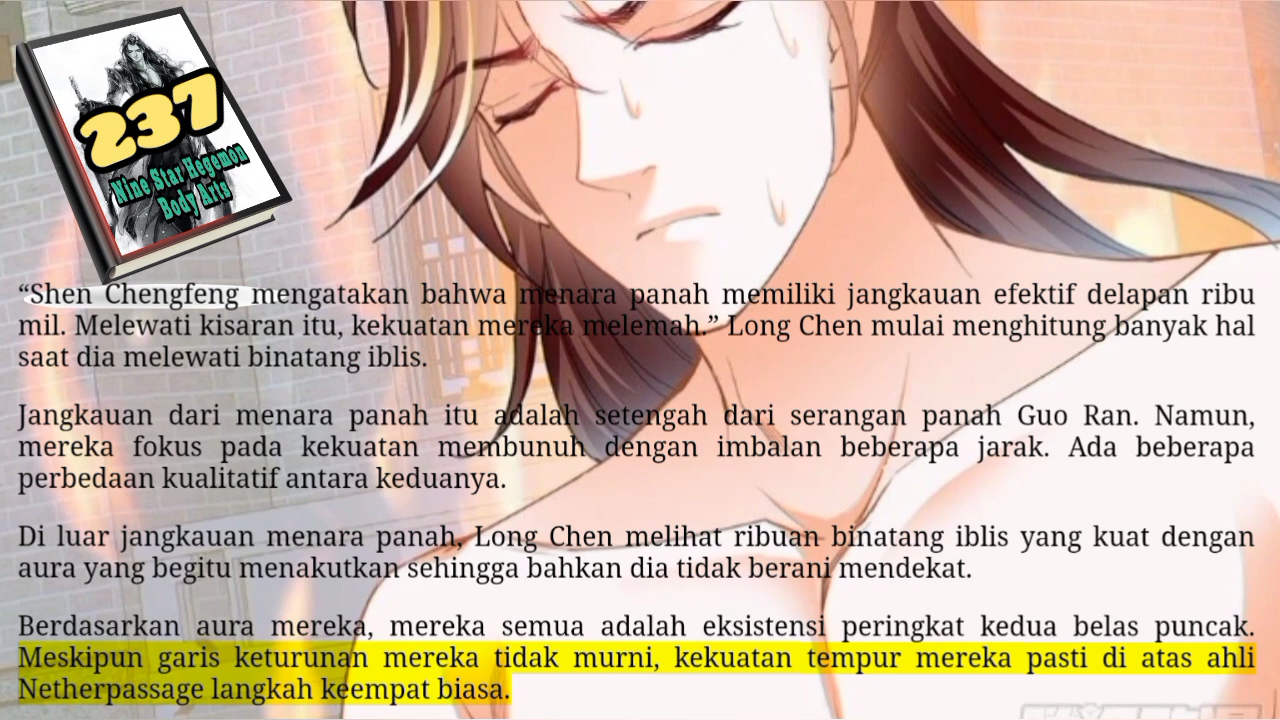 237
Nine Star Hegemon
Body Arts
“Shen Chengfeng mengatakan bahwa menara panah memiliki jangkauan efektif delapan ribu
mil. Melewati kisaran itu, kekuatan mereka melemah.” Long Chen mulai menghitung banyak hal
saat dia melewati binatang iblis.
Jangkauan dari menara panah itu adalah setengah dari serangan panah Guo Ran. Namun,
mereka fokus pada kekuatan membunuh dengan imbalan beberapa jarak. Ada beberapa
perbedaan kualitatif antara keduanya.
Di luar jangkauan menara panah, Long Chen melihat ribuan binatang iblis yang kuat dengan
aura yang begitu menakutkan sehingga bahkan dia tidak berani mendekat.
Berdasarkan aura mereka, mereka semua adalah eksistensi peringkat kedua belas puncak.
Meskipun garis keturunan mereka tidak murni, kekuatan tempur mereka pasti di atas ahli
Netherpassage langkah keempat biasa.